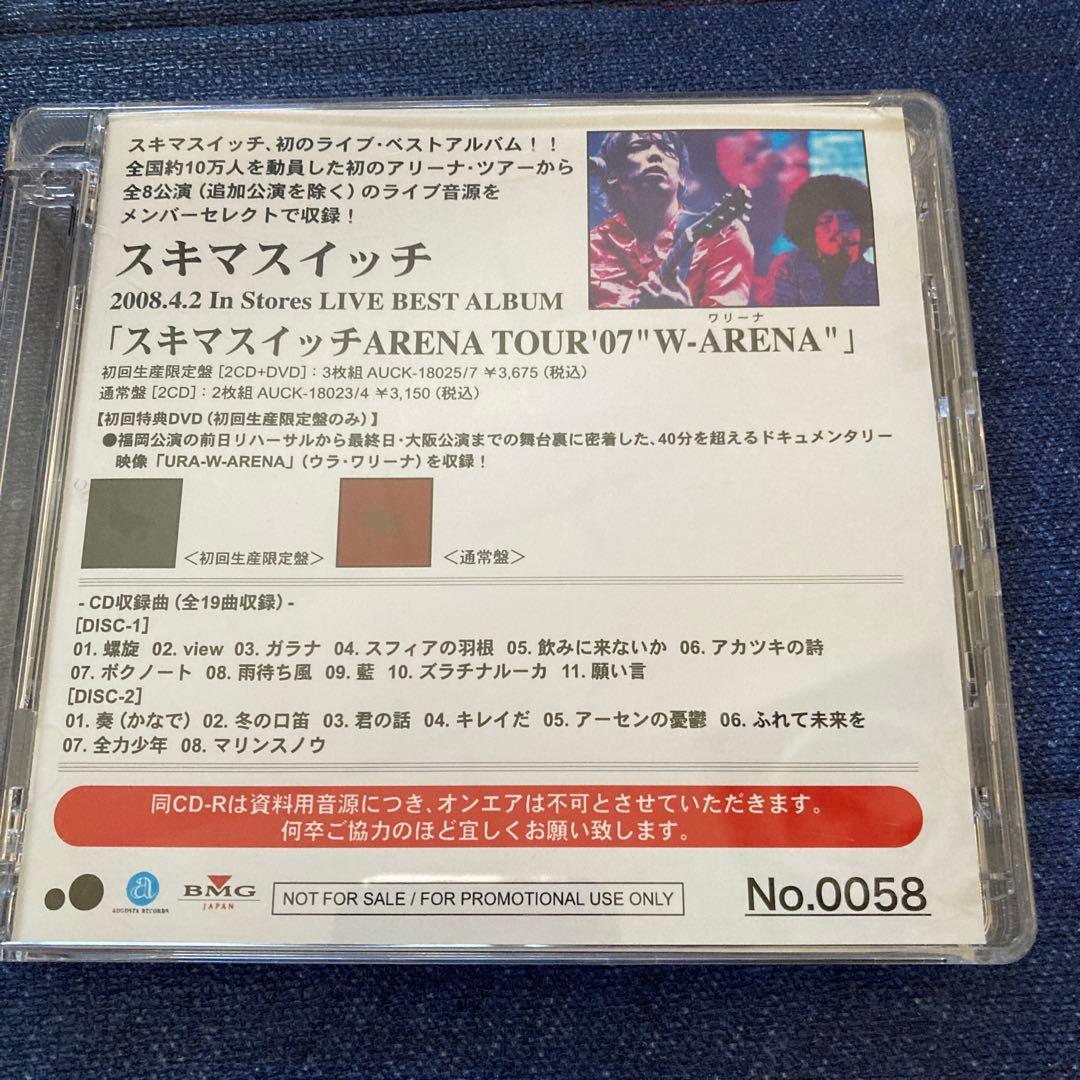 スキマスイッチ、初のライブ・ベストアルバム！！
全国約10万人を動員した初のアリーナ・ツアーから
全8公演（追加公演を除く）のライブ音源を
メンバーセレクトで収録！
スキマスイッチ
2008.4.2 In Stores LIVE BEST ALBUM
ワリーナ
「スキマスイッチARENA TOUR'07"W-ARENA"」
初回生産限定盤［2CD+DVD］：3枚組 AUCK-18025/7 ￥3,675（税込）
通常盤［2CD］：2枚組 AUCK-18023/4 ￥3,150（税込）
【初回特典DVD（初回生産限定盤のみ）】
●福岡公演の前日リハーサルから最終日・大阪公演までの舞台裏に密着した、40分を超えるドキュメンタリー
映像「URA-W-ARENA」（ウラ・ワリーナ）を収録！
＜初回生産限定盤＞ ＜通常盤＞
- CD収録曲（全19曲収録）-
［DISC-1］
01. 螺旋 02. view 03. ガラナ 04. スフィアの羽根 05. 飲みに来ないか 06. アカツキの詩
07. ボクノート 08. 雨待ち風 09. 藍 10. ズラチナルーカ 11. 願い言
［DISC-2］
01. 奏（かなで） 02. 冬の口笛 03. 君の話 04. キレイだ 05. アーセンの憂鬱 06. ふれて未来を
07. 全力少年 08. マリンスノウ
同CD-Rは資料用音源につき、オンエアは不可とさせていただきます。
何卒ご協力のほど宜しくお願い致します。
a
AUGUSTA RECORDS
BMG
JAPAN
NOT FOR SALE / FOR PROMOTIONAL USE ONLY
No.0058